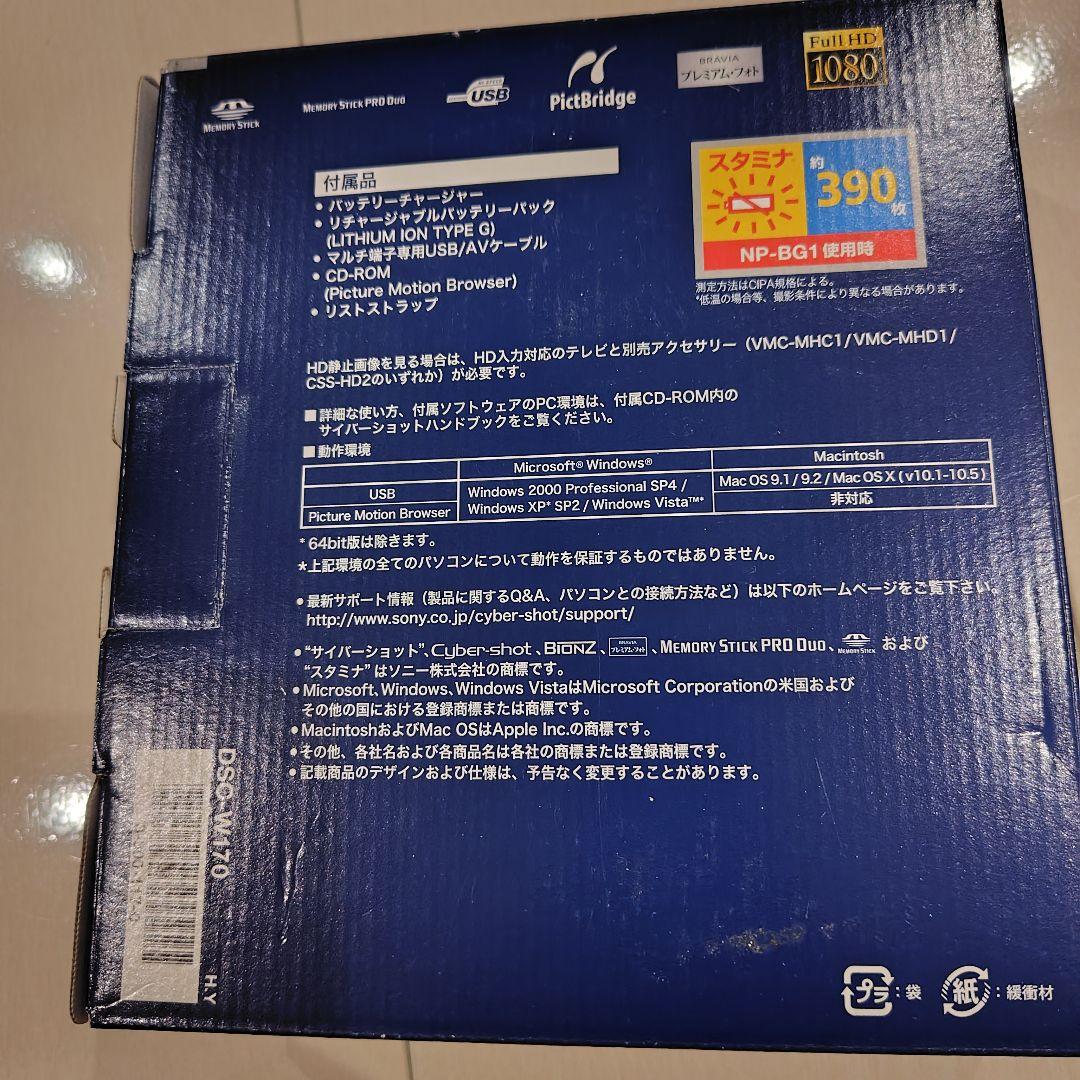 MEMORY STICK
MEMORY STICK PRO DUO
HI-SPEED
CERTIFIED
USB
PictBridge
BRAVIA
プレミアム・フォト
Full HD
1080
付属品
• バッテリーチャージャー
• リチャージャブルバッテリーパック
(LITHIUM ION TYPE G)
• マルチ端子専用USB/AVケーブル
• CD-ROM
(Picture Motion Browser)
• リストストラップ
スタミナ
約
390枚
NP-BG1使用時
測定方法はCIPA規格による。
*低温の場合等、撮影条件により異なる場合があります。
HD静止画像を見る場合は、HD入力対応のテレビと別売アクセサリー（VMC-MHC1/VMC-MHD1/
CSS-HD2のいずれか）が必要です。
■詳細な使い方、付属ソフトウェアのPC環境は、付属CD-ROM内の
サイバーショットハンドブックをご覧ください。
■動作環境
Microsoft® Windows® Macintosh
USB Windows 2000 Professional SP4 / Mac OS 9.1 / 9.2 / Mac OS X (v10.1-10.5)
Picture Motion Browser Windows XP* SP2 / Windows Vista™* 非対応
* 64bit版は除きます。
★上記環境の全てのパソコンについて動作を保証するものではありません。
• 最新サポート情報（製品に関するQ&A、パソコンとの接続方法など）は以下のホームページをご覧下さい。
http://www.sony.co.jp/cyber-shot/support/
• “サイバーショット”、Cyber-shot、BIONZ、BRAVIA プレミアム・フォト、MEMORY STICK PRO DUO、MEMORY STICK および
“スタミナ”はソニー株式会社の商標です。
• Microsoft、Windows、Windows VistaはMicrosoft Corporationの米国および
その他の国における登録商標または商標です。
• MacintoshおよびMac OSはApple Inc.の商標です。
• その他、各社名および各商品名は各社の商標または登録商標です。
• 記載商品のデザインおよび仕様は、予告なく変更することがあります。
DSC-W170
H.Y
プラ：袋
紙：緩衝材